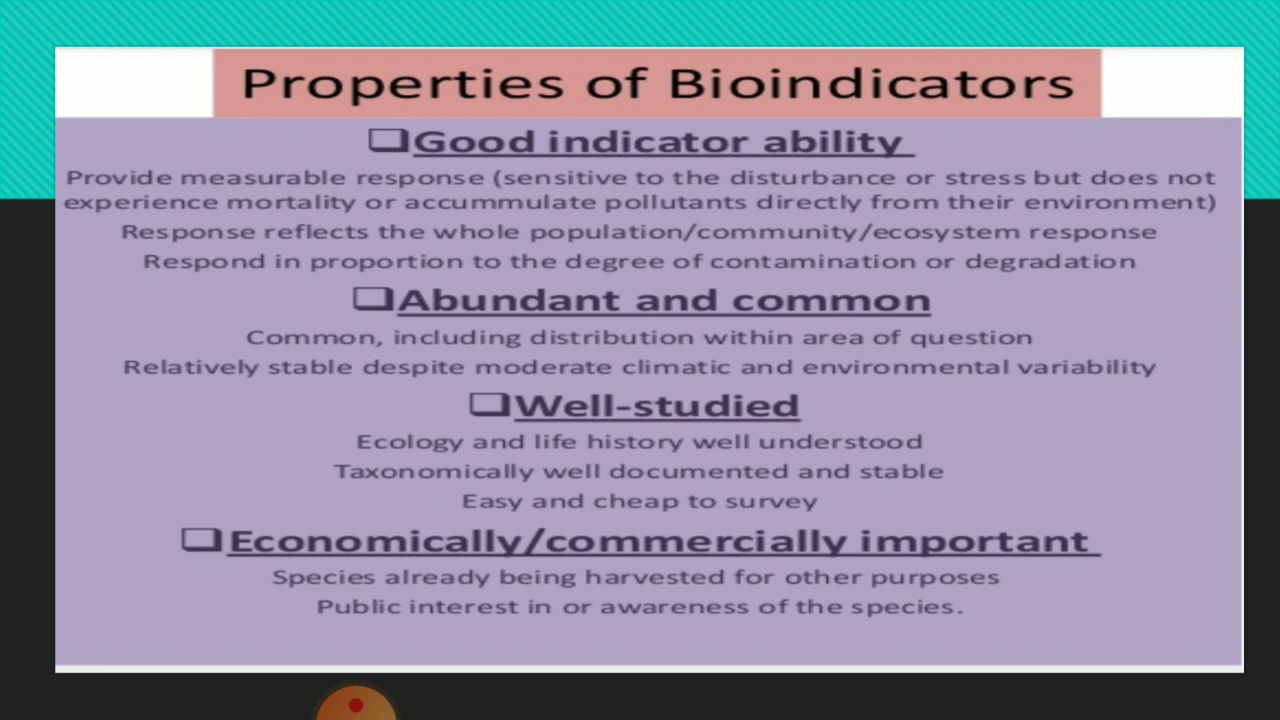 Properties of Bioindicators
❑Good indicator ability
Provide measurable response (sensitive to the disturbance or stress but does not
experience mortality or accummulate pollutants directly from their environment)
Response reflects the whole population/community/ecosystem response
Respond in proportion to the degree of contamination or degradation
❑Abundant and common
Common, including distribution within area of question
Relatively stable despite moderate climatic and environmental variability
❑Well-studied
Ecology and life history well understood
Taxonomically well documented and stable
Easy and cheap to survey
❑Economically/commercially important
Species already being harvested for other purposes
Public interest in or awareness of the species.